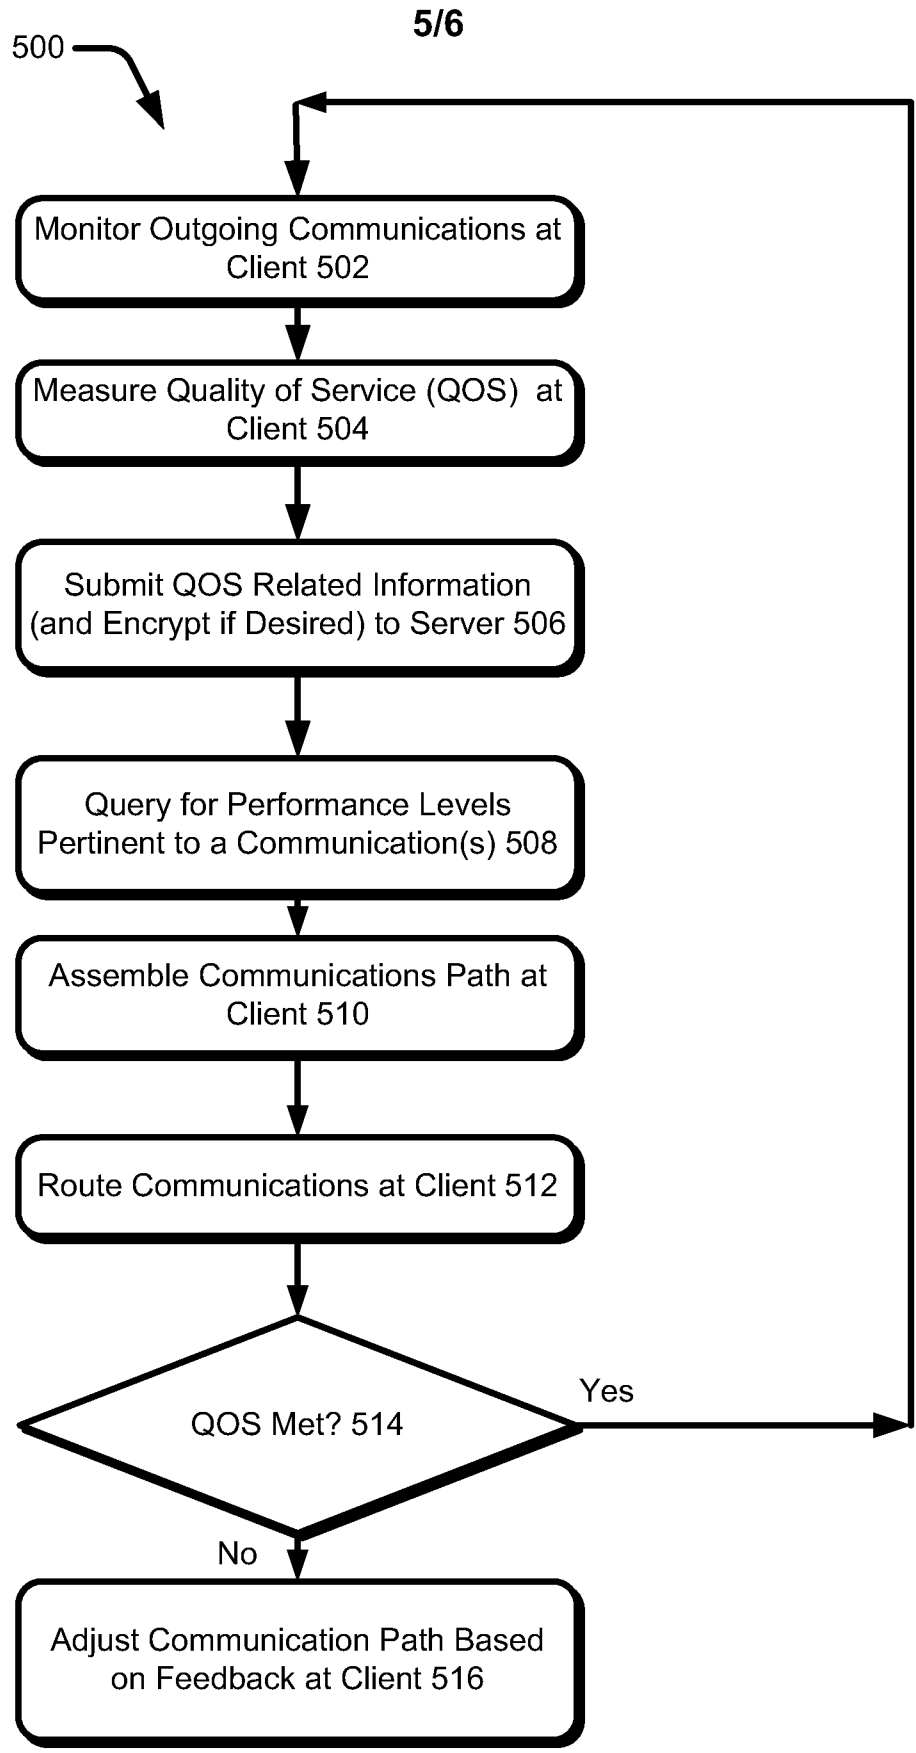 5/6
500
Monitor Outgoing Communications at
Client 502
Measure Quality of Service (QOS) at
Client 504
Submit QOS Related Information
(and Encrypt if Desired) to Server 506
Query for Performance Levels
Pertinent to a Communication(s) 508
Assemble Communications Path at
Client 510
Route Communications at Client 512
QOS Met? 514
Yes
No
Adjust Communication Path Based
on Feedback at Client 516